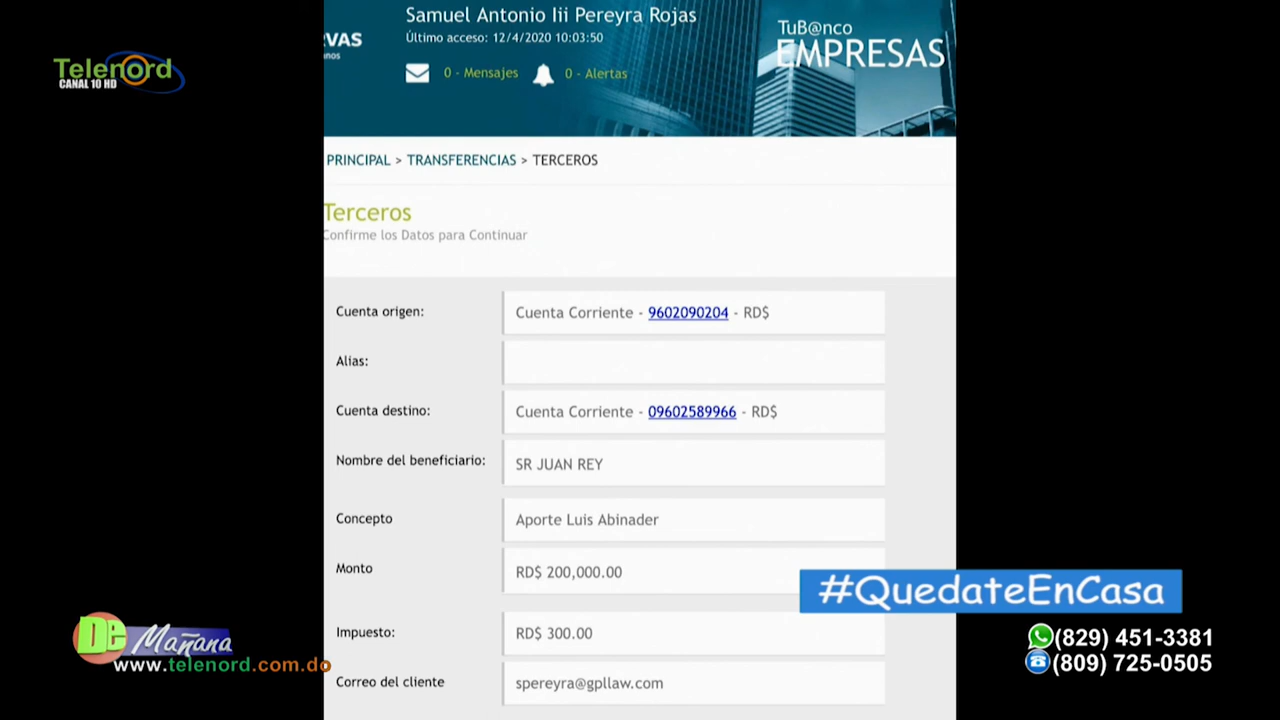 Samuel Antonio Iii Pereyra Rojas
Último acceso: 12/4/2020 10:03:50
0 - Mensajes
0 - Alertas
RVAS
nos
TuB@nco
EMPRESAS
Telenord
CANAL 10 HD
PRINCIPAL > TRANSFERENCIAS > TERCEROS
Terceros
Confirme los Datos para Continuar
Cuenta origen:
Cuenta Corriente - 9602090204 - RD$
Alias:
Cuenta destino:
Cuenta Corriente - 09602589966 - RD$
Nombre del beneficiario:
SR JUAN REY
Concepto
Aporte Luis Abinader
Monto
RD$ 200,000.00
Impuesto:
RD$ 300.00
Correo del cliente
spereyra@gpllaw.com
#QuedateEnCasa
De Mañana
www.telenord.com.do
(829) 451-3381
(809) 725-0505